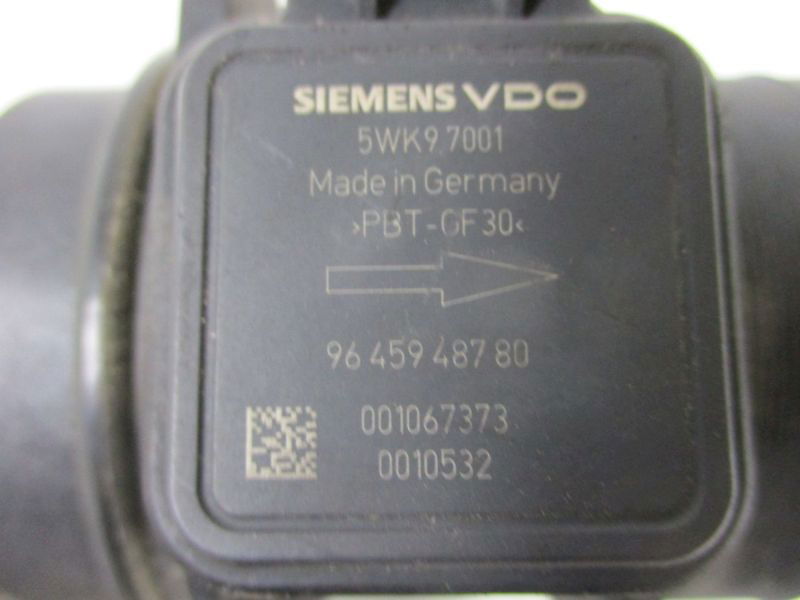 SIEMENS VDO
5WK9 7001
Made in Germany
>PBT-GF30<
96 459 487 80
001067373
0010532